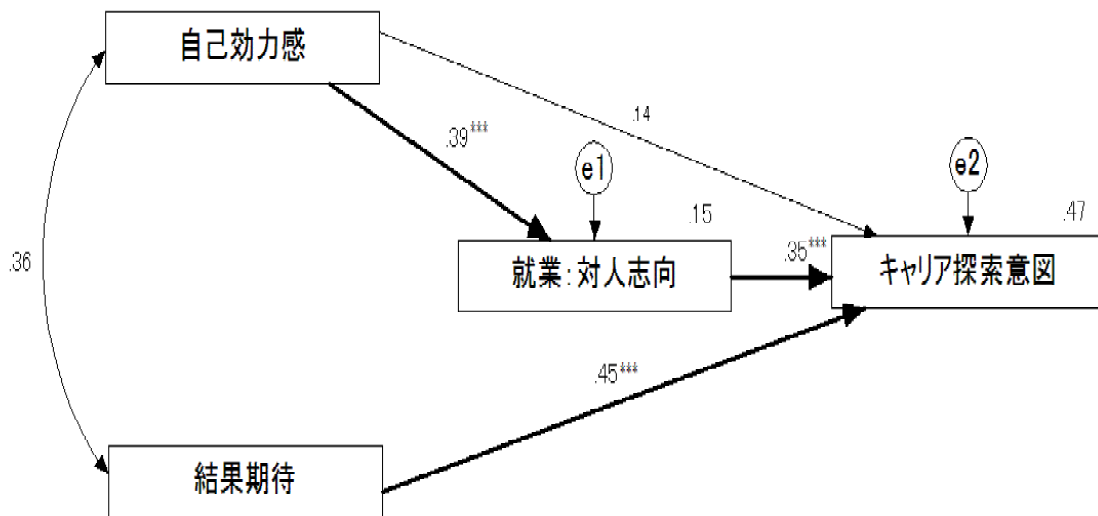 自己効力感
.14
.39***
e1
e2
.15
.47
.36
就業:対人志向
.35***
キャリア探索意図
.45***
結果期待